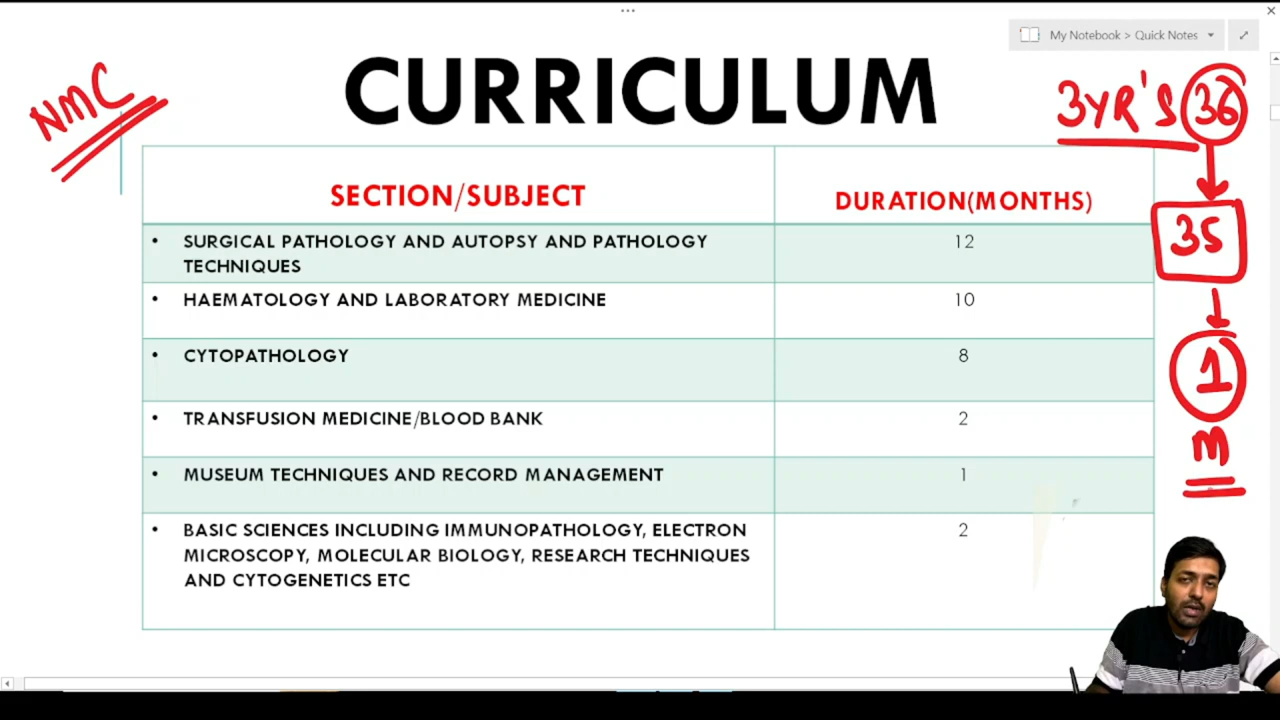 My Notebook > Quick Notes
NMC
CURRICULUM
3YR'S 36
SECTION/SUBJECT
DURATION(MONTHS)
35
• SURGICAL PATHOLOGY AND AUTOPSY AND PATHOLOGY
TECHNIQUES
12
• HAEMATOLOGY AND LABORATORY MEDICINE
10
• CYTOPATHOLOGY
8
1
M
• TRANSFUSION MEDICINE/BLOOD BANK
2
• MUSEUM TECHNIQUES AND RECORD MANAGEMENT
1
• BASIC SCIENCES INCLUDING IMMUNOPATHOLOGY, ELECTRON
MICROSCOPY, MOLECULAR BIOLOGY, RESEARCH TECHNIQUES
AND CYTOGENETICS ETC
2